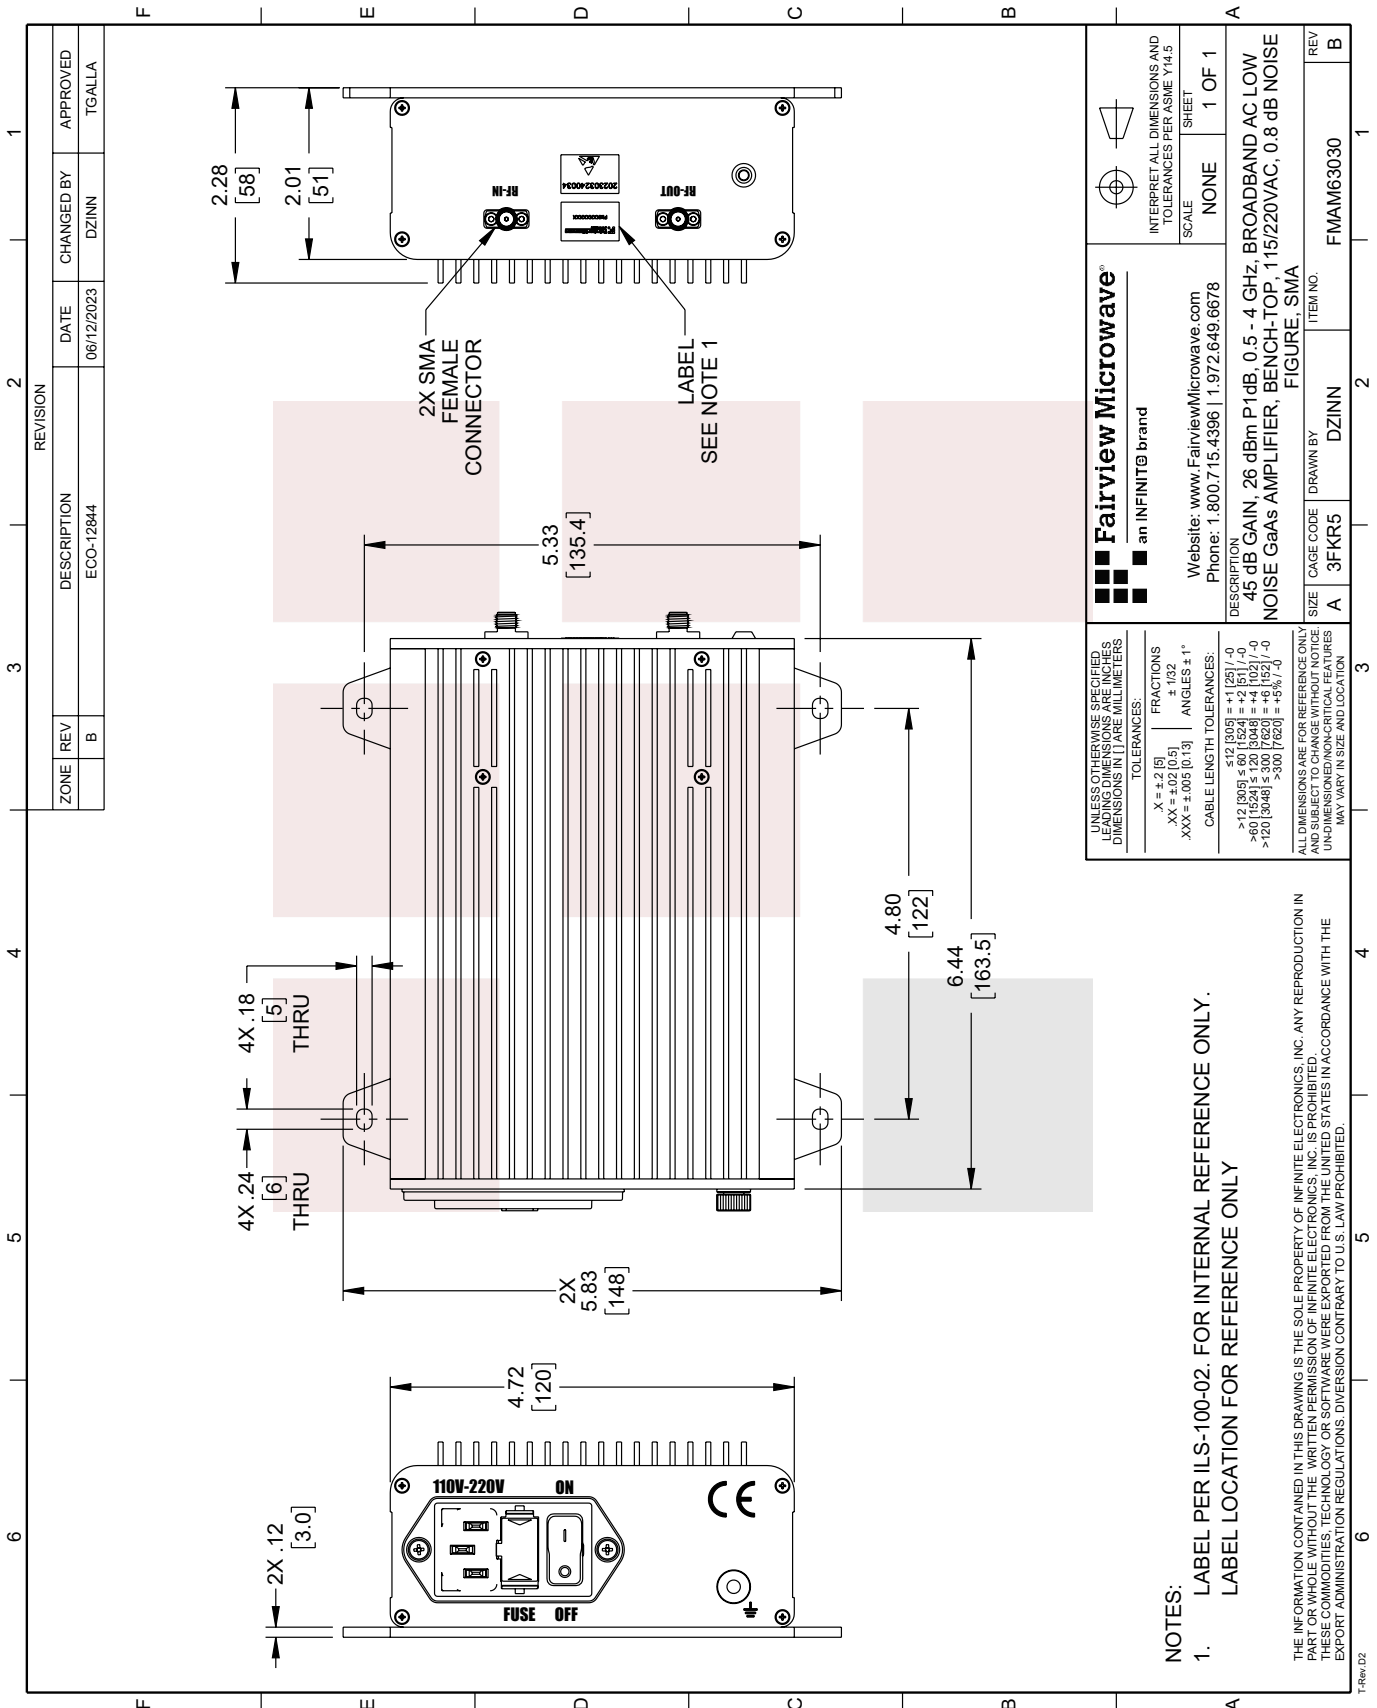 REVISION
ZONE REV DESCRIPTION DATE CHANGED BY APPROVED
B ECO-12844 06/12/2023 DZINN TGALLA
6 5 4 3 2 1
F
E
D
C
B
A
2X .12
[3.0]
4.72
[120]
110V-220V
ON
FUSE
OFF
CE
4X .24
[6]
THRU
4X .18
[5]
THRU
2X
5.83
[148]
5.33
[135.4]
4.80
[122]
6.44
[163.5]
2.28
[58]
2.01
[51]
2X SMA
FEMALE
CONNECTOR
LABEL
SEE NOTE 1
RF-IN
RF-OUT
202303240034
NOTES:
1. LABEL PER ILS-100-02. FOR INTERNAL REFERENCE ONLY.
LABEL LOCATION FOR REFERENCE ONLY
THE INFORMATION CONTAINED IN THIS DRAWING IS THE SOLE PROPERTY OF INFINITE ELECTRONICS, INC. ANY REPRODUCTION IN
PART OR WHOLE WITHOUT THE WRITTEN PERMISSION OF INFINITE ELECTRONICS, INC. IS PROHIBITED.
THESE COMMODITIES, TECHNOLOGY OR SOFTWARE WERE EXPORTED FROM THE UNITED STATES IN ACCORDANCE WITH THE
EXPORT ADMINISTRATION REGULATIONS. DIVERSION CONTRARY TO U.S. LAW PROHIBITED.
UNLESS OTHERWISE SPECIFIED
LEADING DIMENSIONS ARE INCHES
DIMENSIONS IN [ ] ARE MILLIMETERS
TOLERANCES:
.X = ±.2 [5]
.XX = ±.02 [0.5]
.XXX = ±.005 [0.13]
FRACTIONS
± 1/32
ANGLES ± 1°
CABLE LENGTH TOLERANCES:
≤12 [305] = +1 [25] / -0
>12 [305] ≤ 60 [1524] = +2 [51] / -0
>60 [1524] ≤ 120 [3048] = +4 [102] / -0
>120 [3048] ≤ 300 [7620] = +6 [152] / -0
>300 [7620] = +5% / -0
ALL DIMENSIONS ARE FOR REFERENCE ONLY
AND SUBJECT TO CHANGE WITHOUT NOTICE.
UN-DIMENSIONED/NON-CRITICAL FEATURES
MAY VARY IN SIZE AND LOCATION
Fairview Microwave®
an INFINIT® brand
Website: www.FairviewMicrowave.com
Phone: 1.800.715.4396 | 1.972.649.6678
INTERPRET ALL DIMENSIONS AND
TOLERANCES PER ASME Y14.5
SCALE
NONE
SHEET
1 OF 1
DESCRIPTION
45 dB GAIN, 26 dBm P1dB, 0.5 - 4 GHz, BROADBAND AC LOW
NOISE GaAs AMPLIFIER, BENCH-TOP, 115/220VAC, 0.8 dB NOISE
FIGURE, SMA
SIZE
A
CAGE CODE
3FKR5
DRAWN BY
DZINN
ITEM NO.
FMAM63030
REV
B
6 5 4 3 2 1
F
E
D
C
B
A
T-Rev.D2